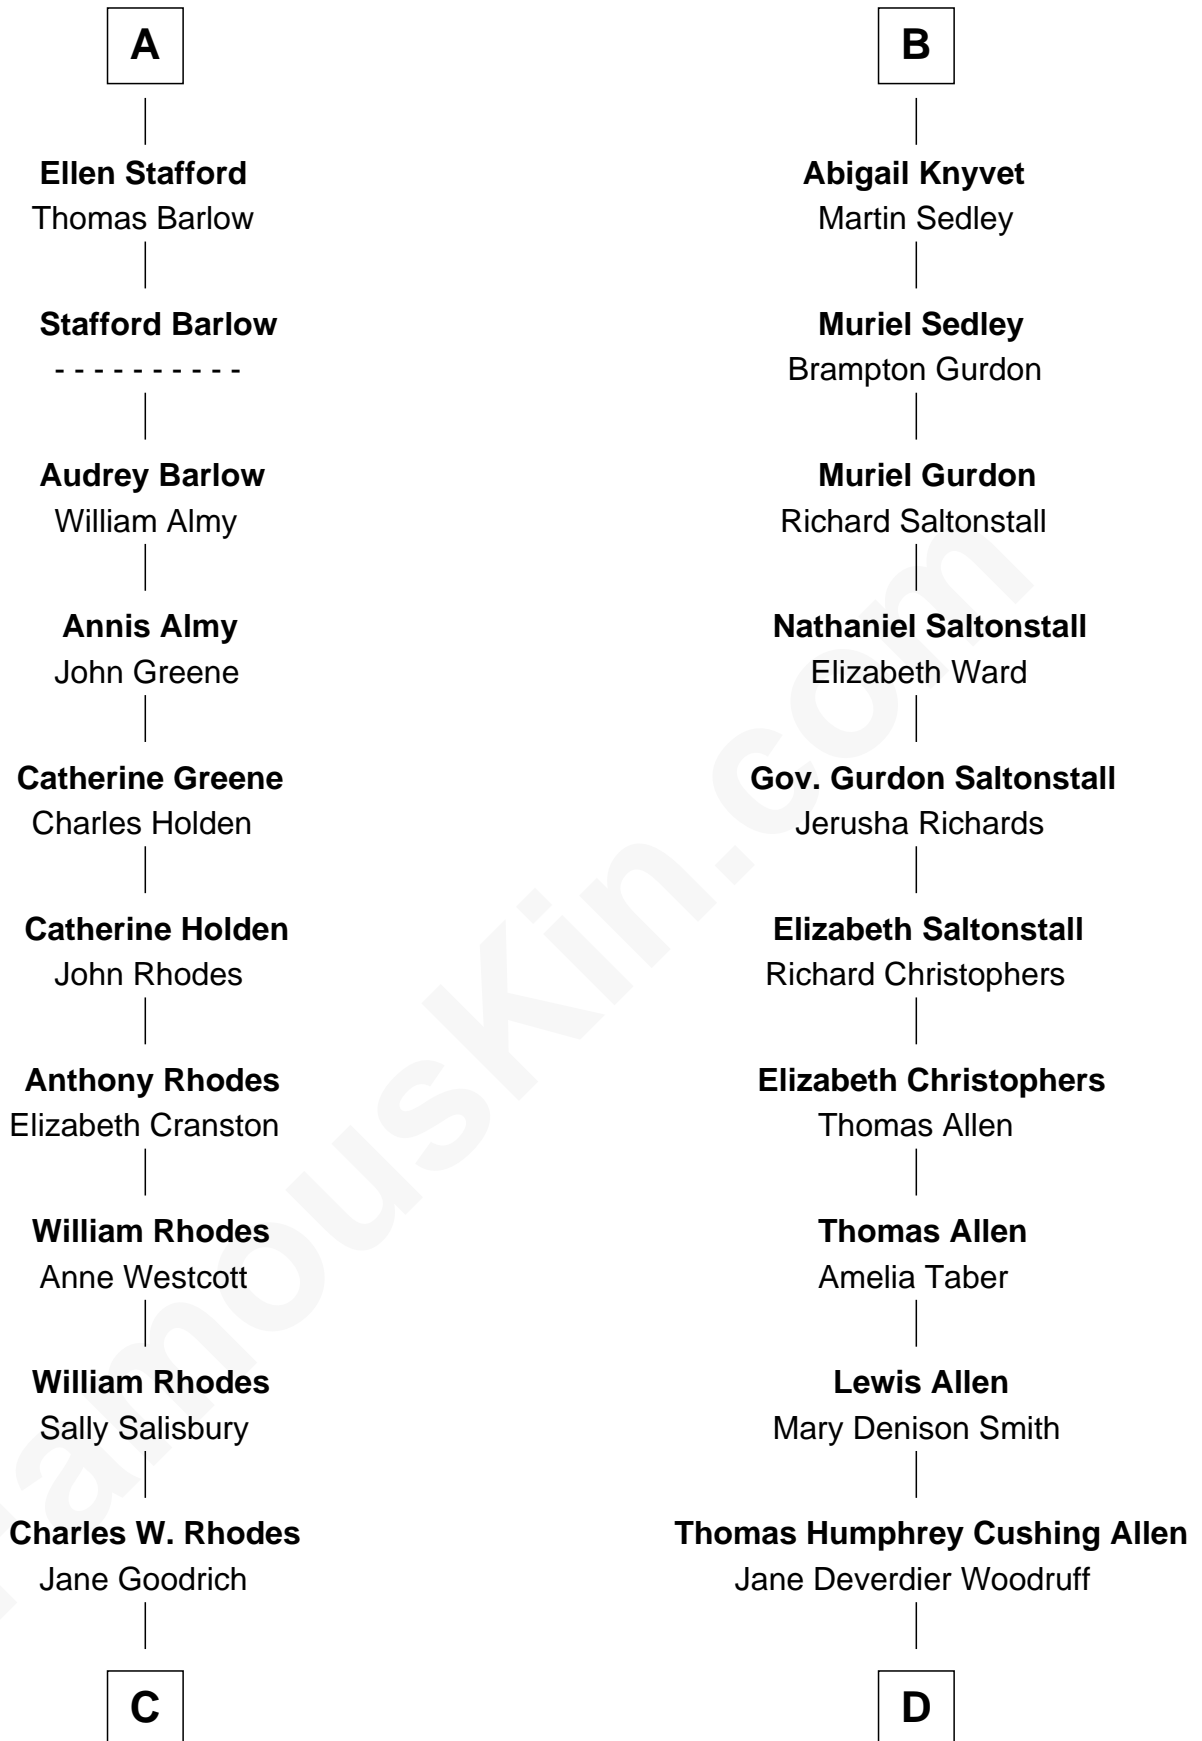 A
Ellen Stafford
Thomas Barlow
Stafford Barlow
- - - - - - - - - -
Audrey Barlow
William Almy
Annis Almy
John Greene
Catherine Greene
Charles Holden
Catherine Holden
John Rhodes
Anthony Rhodes
Elizabeth Cranston
William Rhodes
Anne Westcott
William Rhodes
Sally Salisbury
Charles W. Rhodes
Jane Goodrich
C
B
Abigail Knyvet
Martin Sedley
Muriel Sedley
Brampton Gurdon
Muriel Gurdon
Richard Saltonstall
Nathaniel Saltonstall
Elizabeth Ward
Gov. Gurdon Saltonstall
Jerusha Richards
Elizabeth Saltonstall
Richard Christophers
Elizabeth Christophers
Thomas Allen
Thomas Allen
Amelia Taber
Lewis Allen
Mary Denison Smith
Thomas Humphrey Cushing Allen
Jane Deverdier Woodruff
D
FamousKin.com